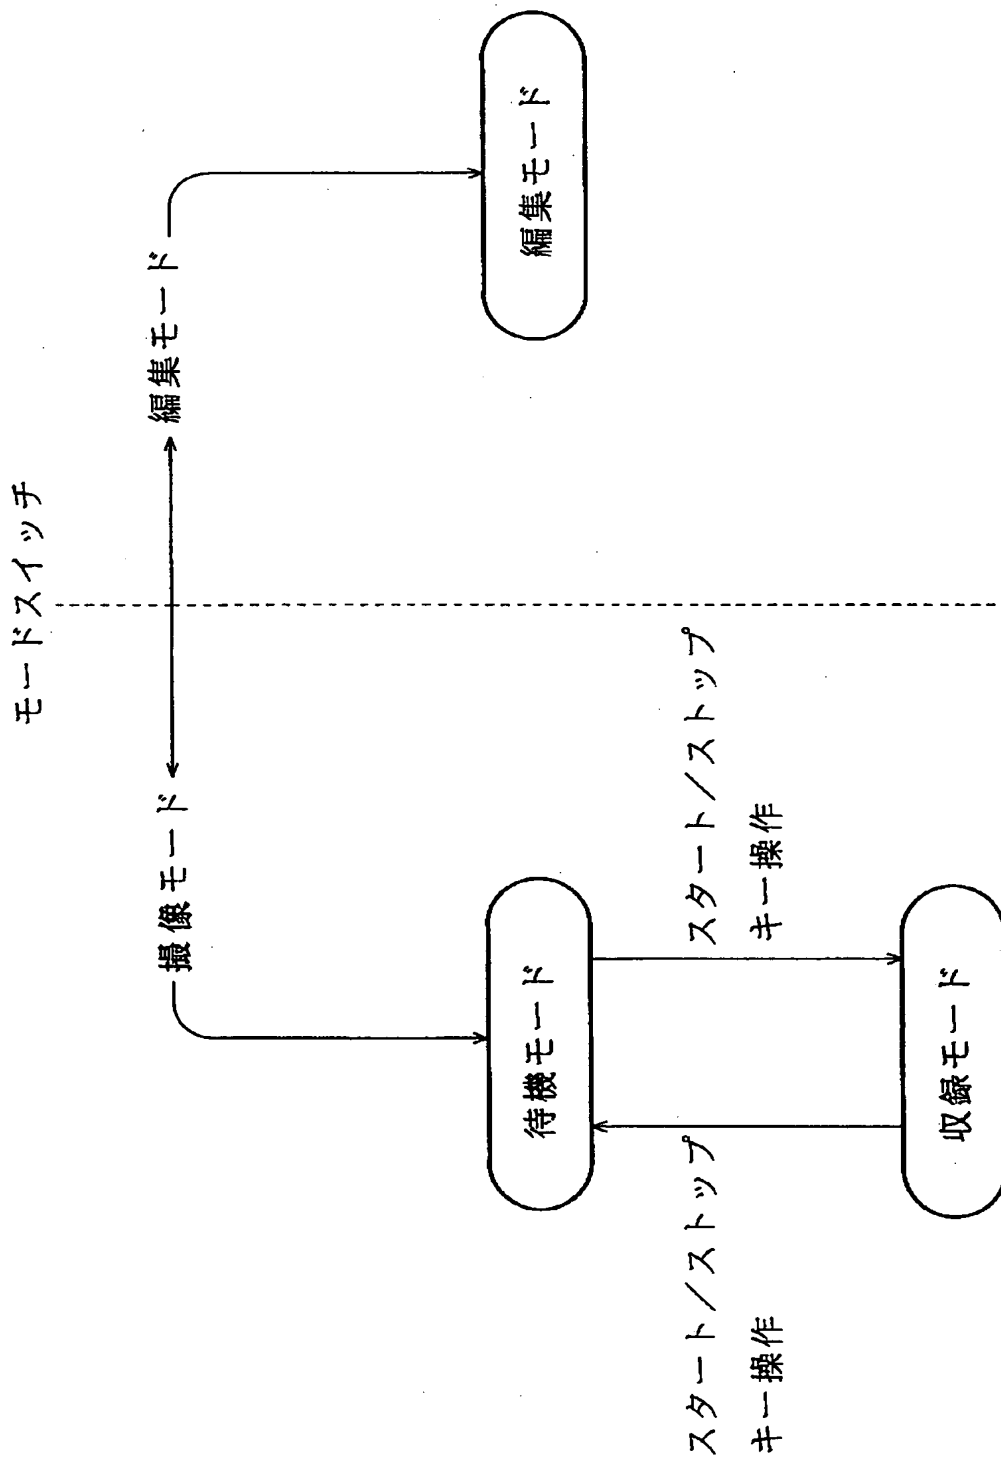 モードスイッチ
撮像モード
編集モード
待機モード
編集モード
スタート/ストップ
キー操作
スタート/ストップ
キー操作
収録モード